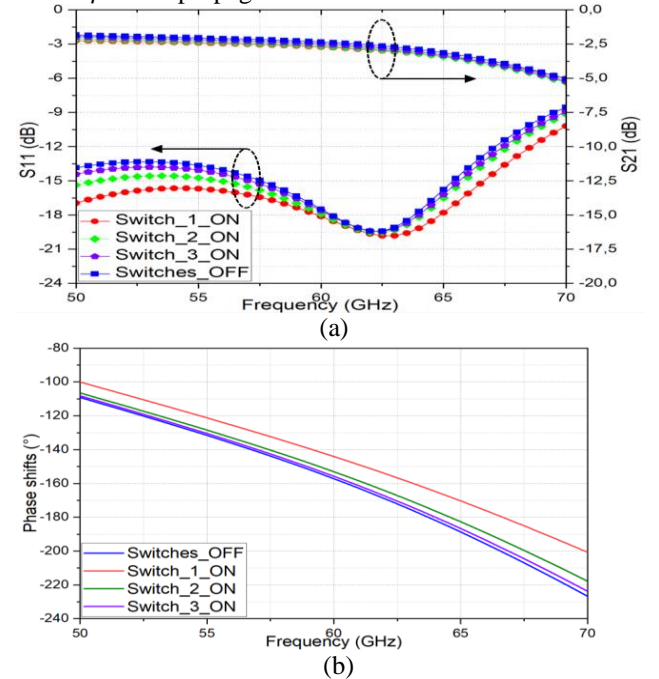 0
0,0
-3
-2,5
-6
-5,0
-9
-7,5
-12
-10,0
-15
-12,5
-18
-15,0
-21
-17,5
-24
-20,0
S11 (dB)
S21 (dB)
Switch_1_ON
Switch_2_ON
Switch_3_ON
Switches_OFF
50 55 60 65 70
Frequency (GHz)
(a)
-80
-100
-120
-140
-160
-180
-200
-220
-240
Phase shifts (°)
Switches_OFF
Switch_1_ON
Switch_2_ON
Switch_3_ON
50 55 60 65 70
Frequency (GHz)
(b)